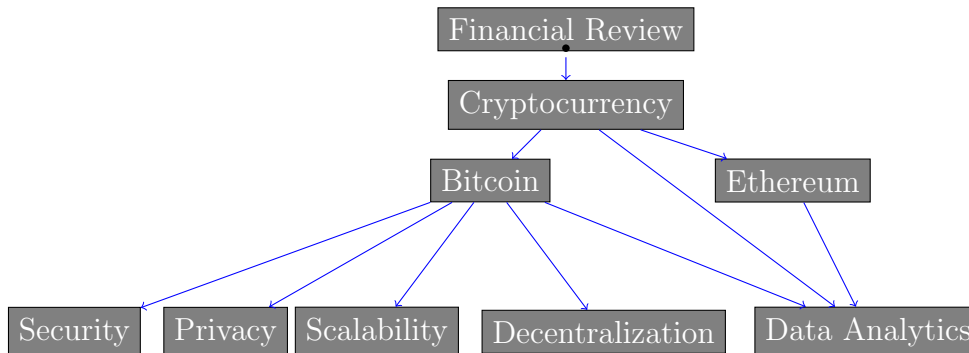 Financial Review
Cryptocurrency
Bitcoin
Ethereum
Security
Privacy
Scalability
Decentralization
Data Analytics